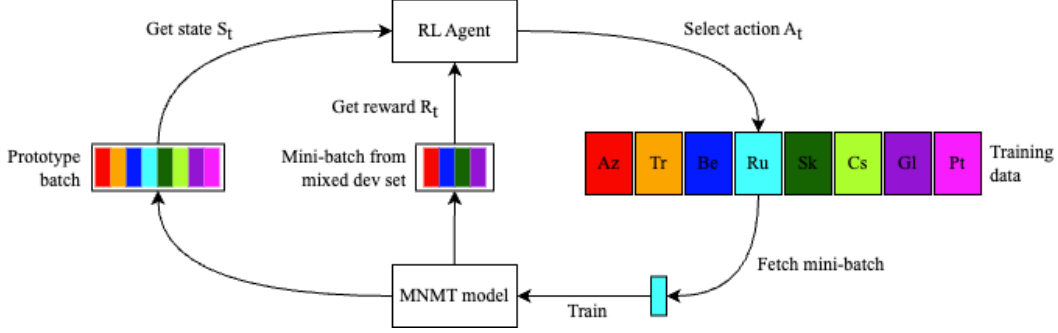 Get state St
RL Agent
Select action At
Get reward Rt
Prototype
batch
Mini-batch from
mixed dev set
Az Tr Be Ru Sk Cs Gl Pt
Training
data
Fetch mini-batch
MNMT model
Train